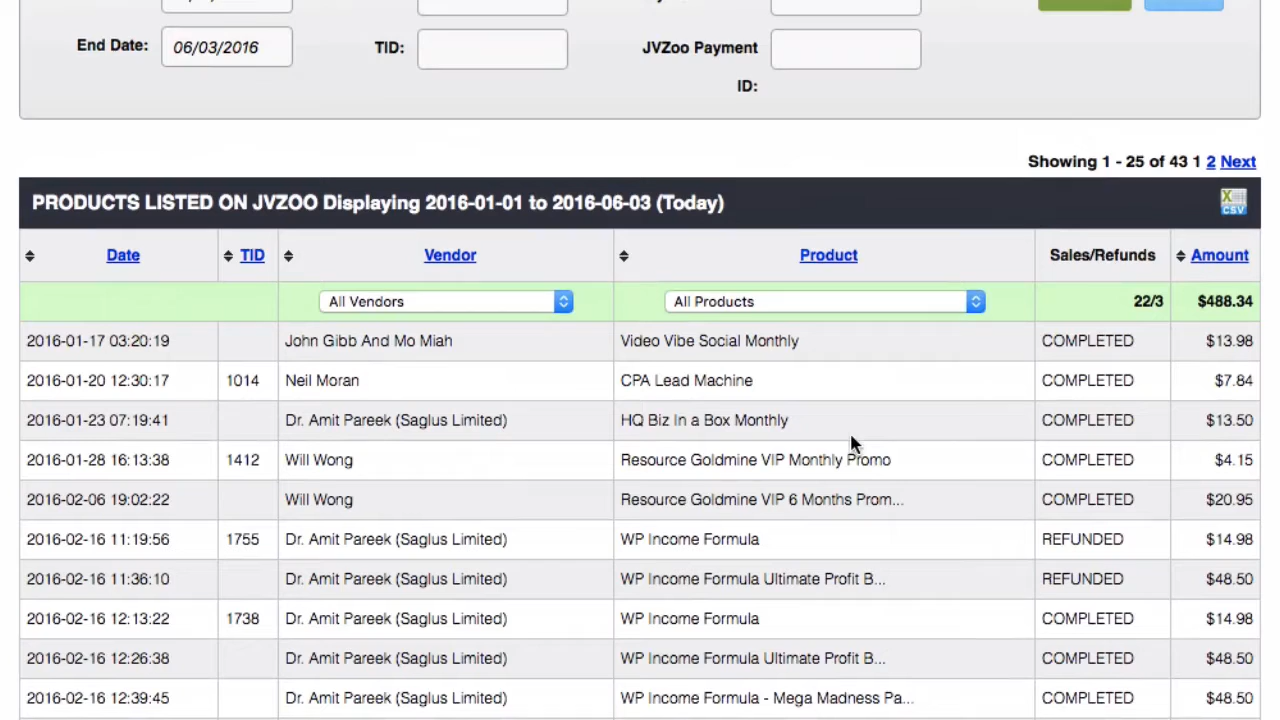 End Date: 06/03/2016 TID: JVZoo Payment
ID:
Showing 1 - 25 of 43 1 2 Next
PRODUCTS LISTED ON JVZOO Displaying 2016-01-01 to 2016-06-03 (Today) X CSV
Date TID Vendor Product Sales/Refunds Amount
All Vendors All Products 22/3 $488.34
2016-01-17 03:20:19 John Gibb And Mo Miah Video Vibe Social Monthly COMPLETED $13.98
2016-01-20 12:30:17 1014 Neil Moran CPA Lead Machine COMPLETED $7.84
2016-01-23 07:19:41 Dr. Amit Pareek (Saglus Limited) HQ Biz In a Box Monthly COMPLETED $13.50
2016-01-28 16:13:38 1412 Will Wong Resource Goldmine VIP Monthly Promo COMPLETED $4.15
2016-02-06 19:02:22 Will Wong Resource Goldmine VIP 6 Months Prom... COMPLETED $20.95
2016-02-16 11:19:56 1755 Dr. Amit Pareek (Saglus Limited) WP Income Formula REFUNDED $14.98
2016-02-16 11:36:10 Dr. Amit Pareek (Saglus Limited) WP Income Formula Ultimate Profit B... REFUNDED $48.50
2016-02-16 12:13:22 1738 Dr. Amit Pareek (Saglus Limited) WP Income Formula COMPLETED $14.98
2016-02-16 12:26:38 Dr. Amit Pareek (Saglus Limited) WP Income Formula Ultimate Profit B... COMPLETED $48.50
2016-02-16 12:39:45 Dr. Amit Pareek (Saglus Limited) WP Income Formula - Mega Madness Pa... COMPLETED $48.50